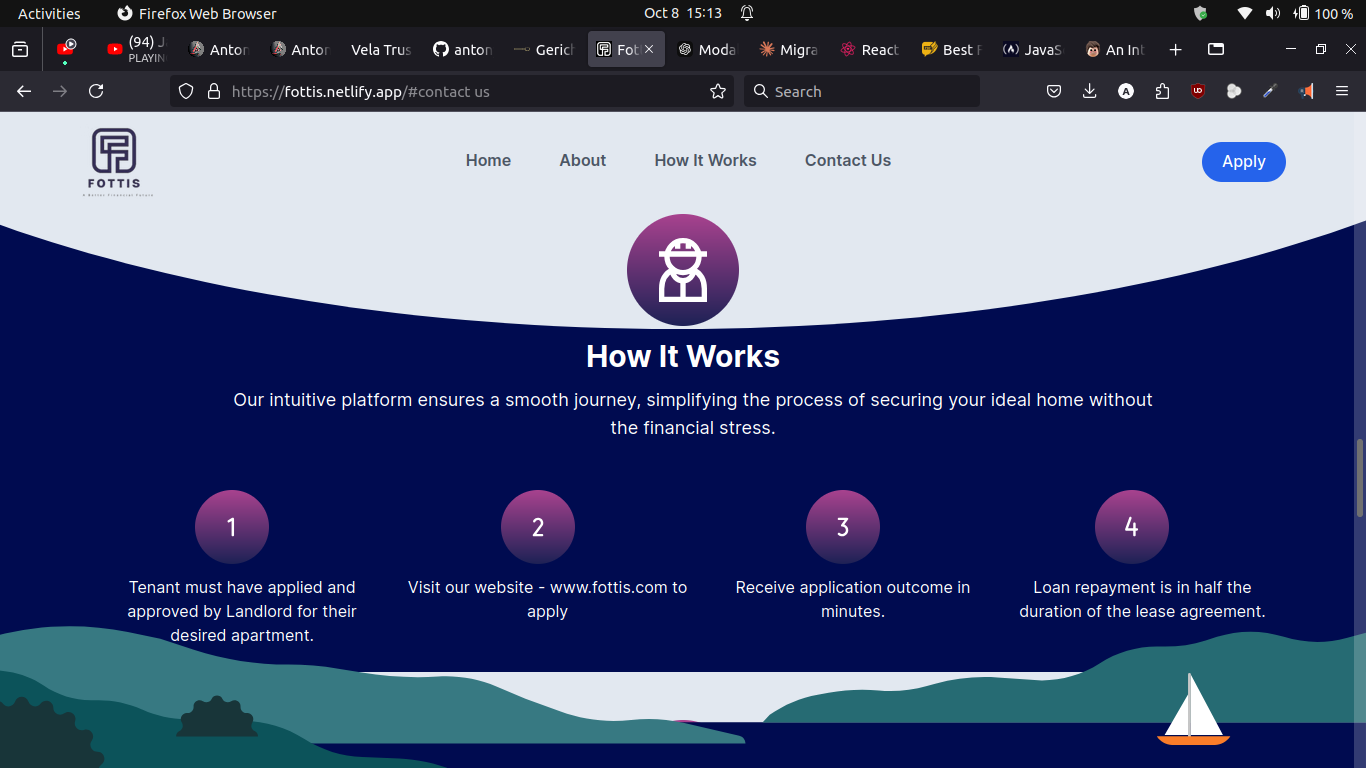 Activities
Firefox Web Browser
Oct 8 15:13
100 %
(94) J
PLAYIN
Anton
Anton
Vela Trus
anton
Gerich
Fot
Moda
Migra
React
Best F
JavaS
An Int
https://fottis.netlify.app/#contact us
Search
FOTTIS
A Better Financial Future
Home
About
How It Works
Contact Us
Apply
How It Works
Our intuitive platform ensures a smooth journey, simplifying the process of securing your ideal home without
the financial stress.
1
2
3
4
Tenant must have applied and
approved by Landlord for their
desired apartment.
Visit our website - www.fottis.com to
apply
Receive application outcome in
minutes.
Loan repayment is in half the
duration of the lease agreement.